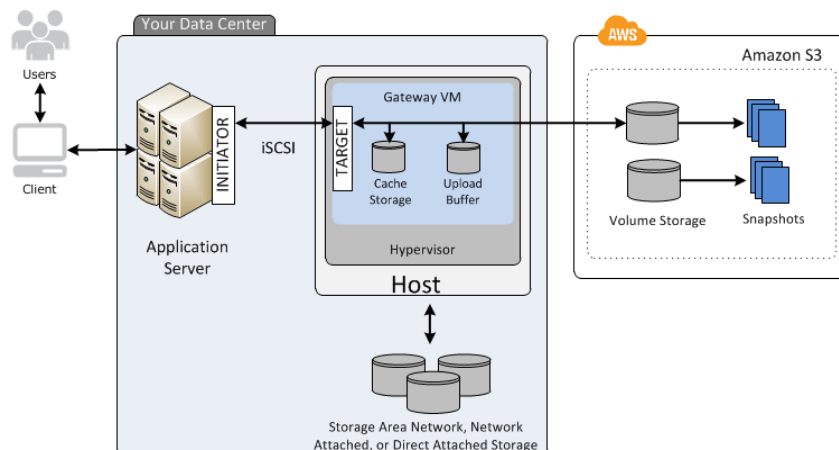 Your Data Center
AWS
Amazon S3
Users
Client
INITIATOR
iSCSI
TARGET
Gateway VM
Cache
Storage
Upload
Buffer
Hypervisor
Host
Application
Server
Volume Storage
Snapshots
Storage Area Network, Network
Attached, or Direct Attached Storage